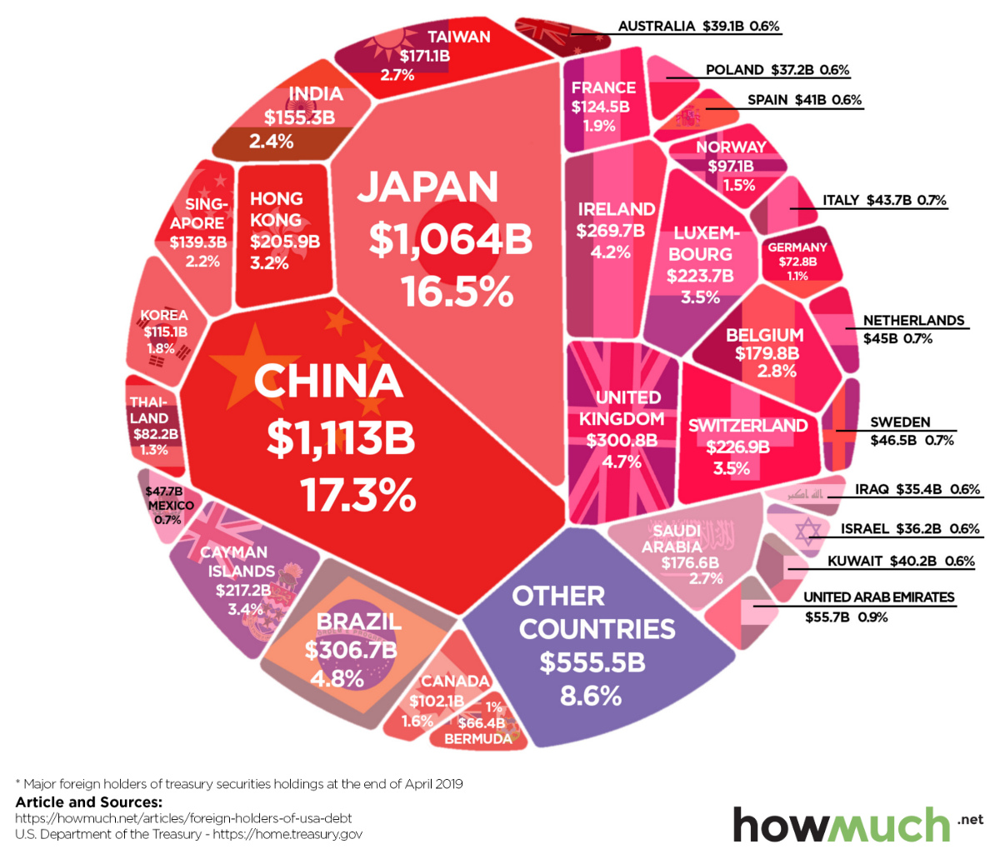 TAIWAN
$171.1B
2.7%
AUSTRALIA $39.1B 0.6%
INDIA
$155.3B
2.4%
FRANCE
$124.5B
1.9%
POLAND $37.2B 0.6%
SPAIN $41B 0.6%
NORWAY
$97.1B
1.5%
SING-
APORE
$139.3B
2.2%
HONG
KONG
$205.9B
3.2%
JAPAN
$1,064B
16.5%
IRELAND
$269.7B
4.2%
LUXEM-
BOURG
$223.7B
3.5%
ITALY $43.7B 0.7%
GERMANY
$72.8B
1.1%
KOREA
$115.1B
1.8%
BELGIUM
$179.8B
2.8%
NETHERLANDS
$45B 0.7%
CHINA
$1,113B
17.3%
UNITED
KINGDOM
$300.8B
4.7%
SWITZERLAND
$226.9B
3.5%
THAI-
LAND
$82.2B
1.3%
SWEDEN
$46.5B 0.7%
$47.7B
MEXICO
0.7%
IRAQ $35.4B 0.6%
الله اكبر
ISRAEL $36.2B 0.6%
SAUDI
ARABIA
$176.6B
2.7%
KUWAIT $40.2B 0.6%
CAYMAN
ISLANDS
$217.2B
3.4%
UNITED ARAB EMIRATES
$55.7B 0.9%
BRAZIL
$306.7B
4.8%
OTHER
COUNTRIES
$555.5B
8.6%
CANADA
$102.1B
1.6%
1%
$66.4B
BERMUDA
* Major foreign holders of treasury securities holdings at the end of April 2019
Article and Sources:
https://howmuch.net/articles/foreign-holders-of-usa-debt
U.S. Department of the Treasury - https://home.treasury.gov
howmuch.net